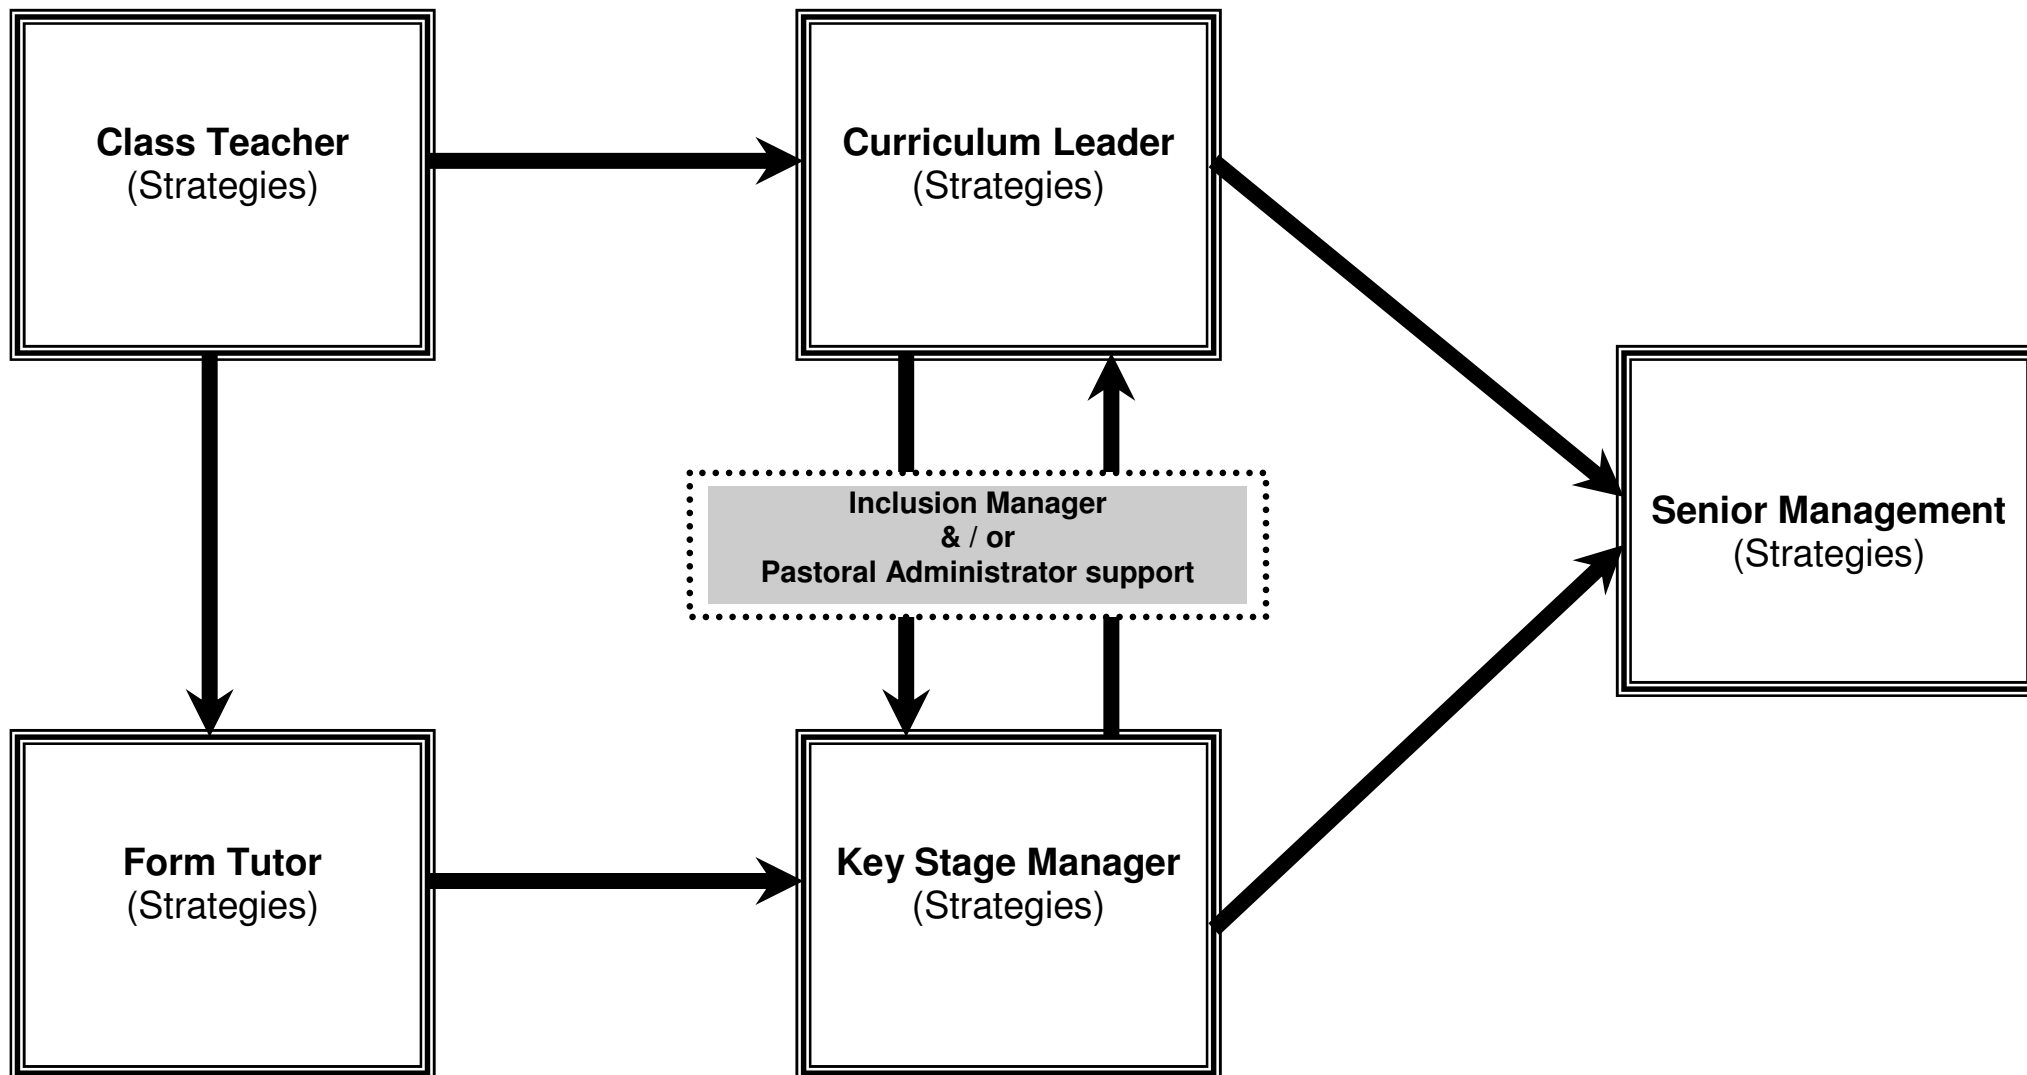 Class Teacher
(Strategies)
Curriculum Leader
(Strategies)
Inclusion Manager
& / or
Pastoral Administrator support
Senior Management
(Strategies)
Form Tutor
(Strategies)
Key Stage Manager
(Strategies)